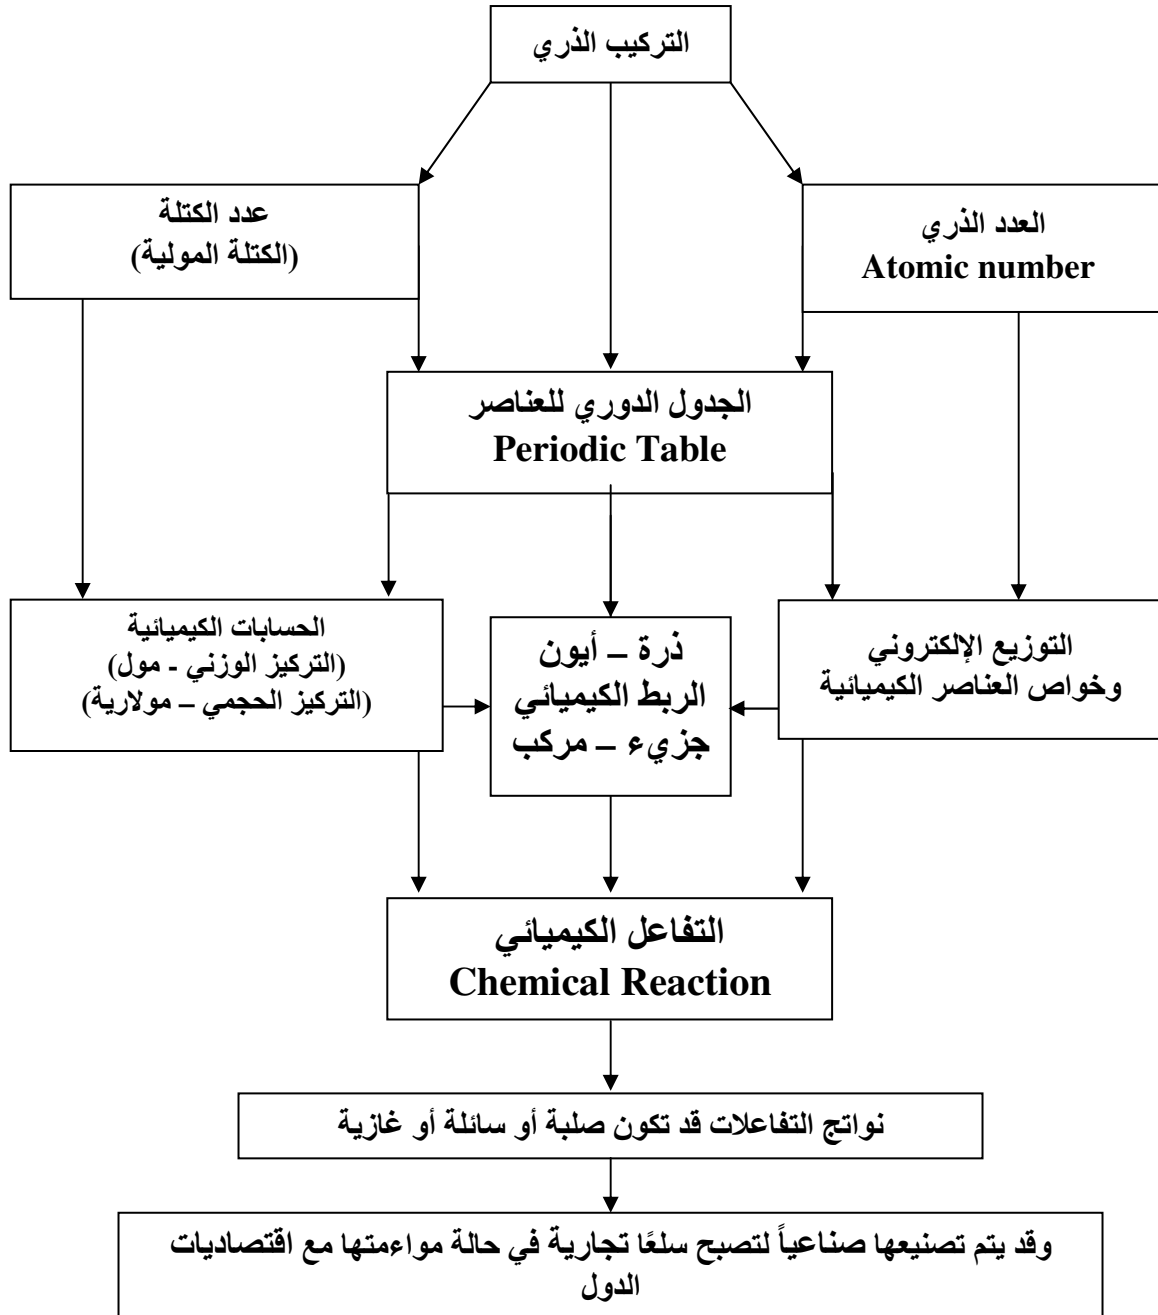 التركيب الذري
العدد الذري
Atomic number
عدد الكتلة
(الكتلة المولية)
الجدول الدوري للعناصر
Periodic Table
التوزيع الإلكتروني
وخواص العناصر الكيميائية
ذرة – أيون
الربط الكيميائي
جزيء – مركب
الحسابات الكيميائية
(التركيز الوزني - مول)
(التركيز الحجمي – مولارية)
التفاعل الكيميائي
Chemical Reaction
نواتج التفاعلات قد تكون صلبة أو سائلة أو غازية
وقد يتم تصنيعها صناعياً لتصبح سلعًا تجارية في حالة مواءمتها مع اقتصاديات
الدول